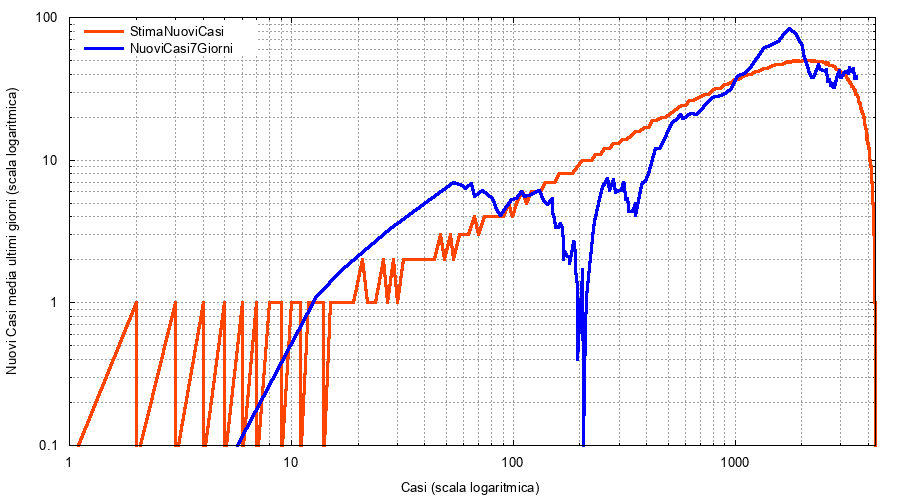 100
StimaNuoviCasi
NuoviCasi7Giorni
10
1
0.1
1
10
100
1000
Nuovi Casi media ultimi giorni (scala logaritmica)
Casi (scala logaritmica)